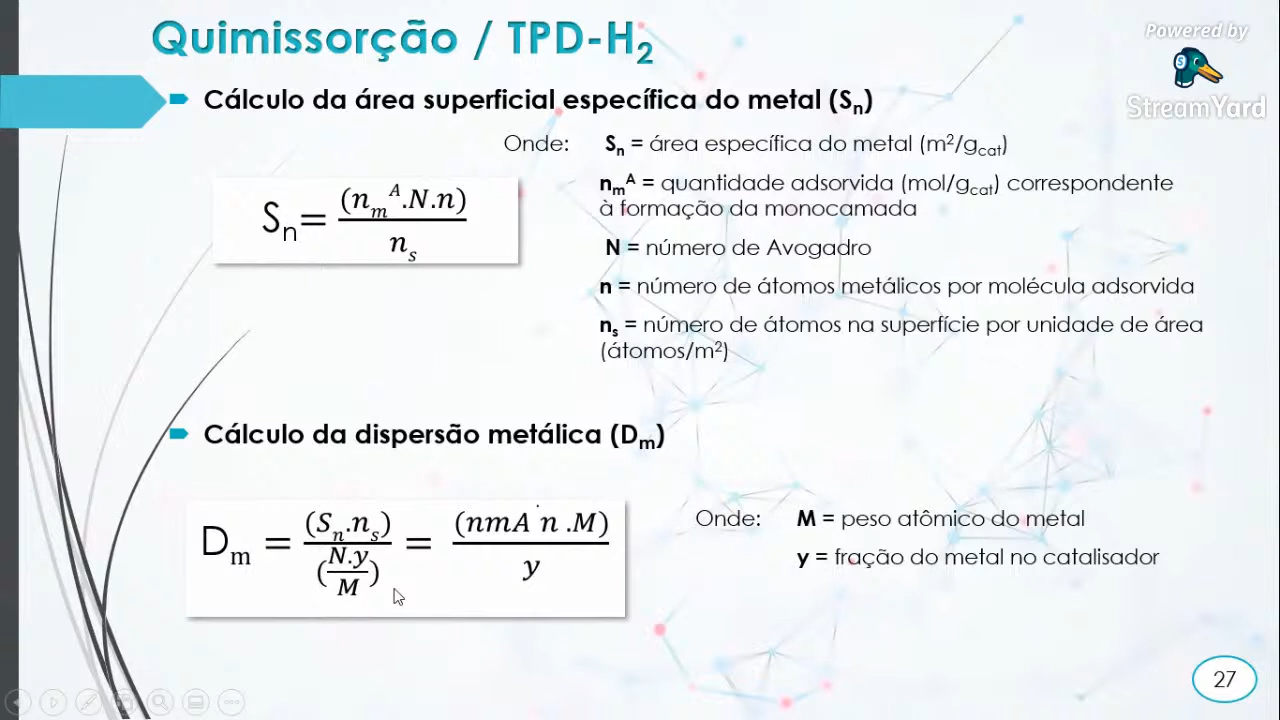 Quimissorção / TPD-H₂
Powered by
StreamYard
Cálculo da área superficial específica do metal (Sₙ)
Onde: Sₙ = área específica do metal (m²/g_cat)
nₘᴬ = quantidade adsorvida (mol/g_cat) correspondente
à formação da monocamada
N = número de Avogadro
n = número de átomos metálicos por molécula adsorvida
nₛ = número de átomos na superfície por unidade de área
(átomos/m²)
Sₙ= (nₘᴬ.N.n) / nₛ
Cálculo da dispersão metálica (Dₘ)
Dₘ = (Sₙ.nₛ) / (N.y/M) = (nmA ˙n .M) / y
Onde: M = peso atômico do metal
y = fração do metal no catalisador
27